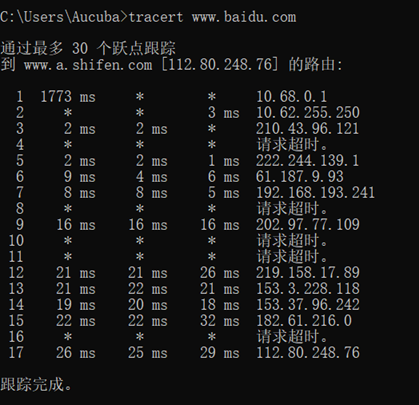 C:\Users\Aucuba>tracert www.baidu.com
通过最多 30 个跃点跟踪
到 www.a.shifen.com [112.80.248.76] 的路由:
1 1773 ms * * 10.68.0.1
2 * * 3 ms 10.62.255.250
3 2 ms 2 ms * 210.43.96.121
4 * * * 请求超时。
5 2 ms 2 ms 1 ms 222.244.139.1
6 9 ms 4 ms 6 ms 61.187.9.93
7 8 ms 8 ms 5 ms 192.168.193.241
8 * * * 请求超时。
9 16 ms 16 ms 16 ms 202.97.77.109
10 * * * 请求超时。
11 * * * 请求超时。
12 21 ms 21 ms 26 ms 219.158.17.89
13 21 ms 22 ms 21 ms 153.3.228.118
14 19 ms 20 ms 18 ms 153.37.96.242
15 22 ms 22 ms 32 ms 182.61.216.0
16 * * * 请求超时。
17 26 ms 25 ms 29 ms 112.80.248.76
跟踪完成。